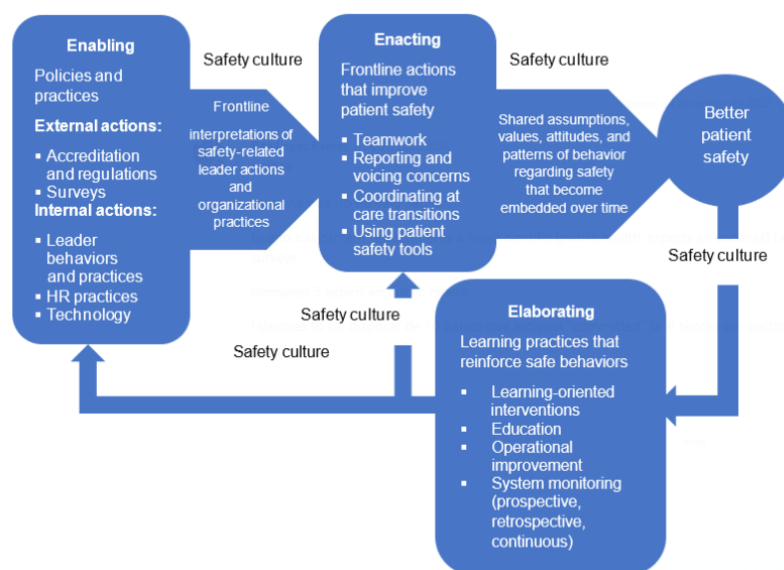 Enabling
Policies and
practices
External actions:
▪ Accreditation
and regulations
▪ Surveys
Internal actions:
▪ Leader
behaviors
and practices
▪ HR practices
▪ Technology
Safety culture
Frontline
interpretations of
safety-related
leader actions
and
organizational
practices
Enacting
Frontline actions
that improve
patient safety
▪ Teamwork
▪ Reporting and
voicing concerns
▪ Coordinating at
care transitions
▪ Using patient
safety tools
Safety culture
Shared assumptions,
values, attitudes, and
patterns of behavior
regarding safety
that become
embedded over time
Better
patient
safety
Safety culture
Safety culture
Safety culture
Elaborating
Learning practices that
reinforce safe behaviors
▪ Learning-oriented
interventions
▪ Education
▪ Operational
improvement
▪ System monitoring
(prospective,
retrospective,
continuous)